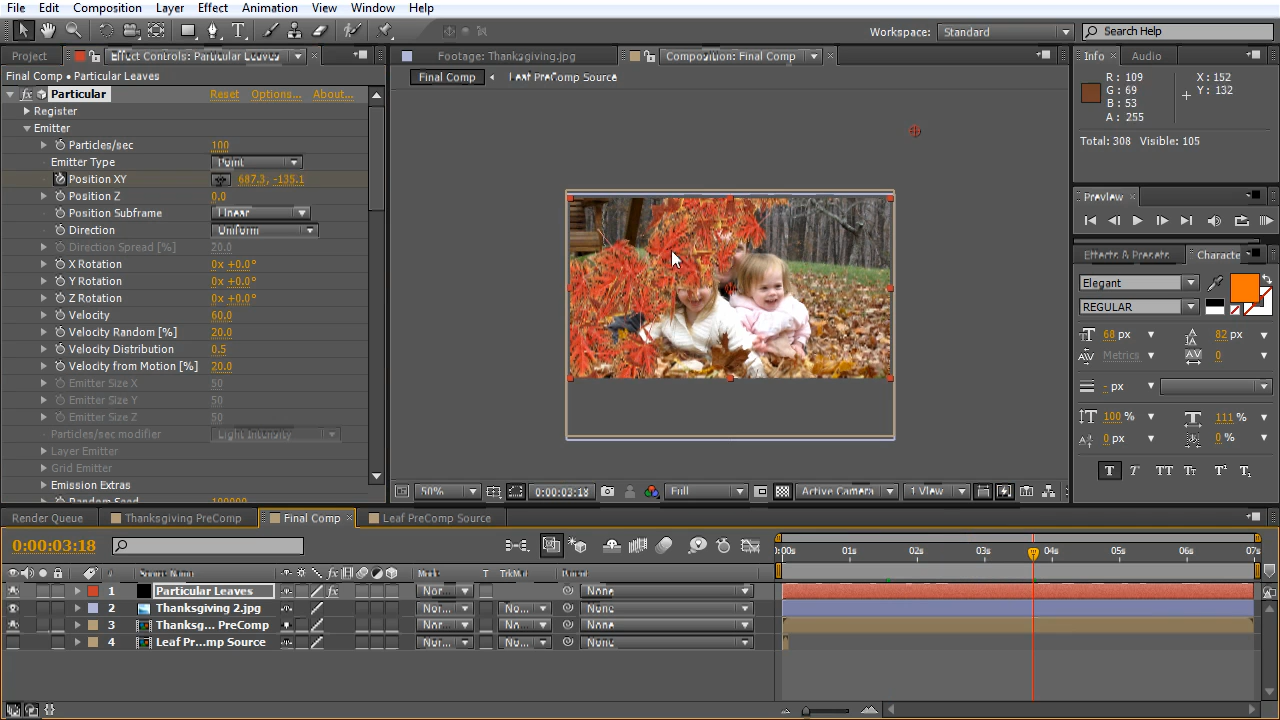 File Edit Composition Layer Effect Animation View Window Help
Workspace: Standard Search Help
Project Effect Controls: Particular Leaves Footage: Thanksgiving.jpg Composition: Final Comp Info Audio
Final Comp • Particular Leaves Final Comp Leaf PreComp Source
R : 109 X : 152
G : 69 Y : 132
B : 53
A : 255
Total: 308 Visible: 105
Particular Reset Options... About...
Register
Emitter
Particles/sec 100
Emitter Type Point
Position XY 687.3, -135.1
Position Z 0.0
Position Subframe Linear
Direction Uniform
Direction Spread [%] 20.0
X Rotation 0x +0.0°
Y Rotation 0x +0.0°
Z Rotation 0x +0.0°
Velocity 60.0
Velocity Random [%] 20.0
Velocity Distribution 0.5
Velocity from Motion [%] 20.0
Emitter Size X 50
Emitter Size Y 50
Emitter Size Z 50
Particles/sec modifier Light Intensity
Layer Emitter
Grid Emitter
Emission Extras
Random Seed 100000
Preview
Effects & Presets Characte
Elegant
REGULAR
68 px 82 px
Metrics 0
- px
100 % 111 %
0 px 0 %
T T TT Tr T¹ T₁
50% 0:00:03:18 Full Active Camera 1 View
Render Queue Thanksgiving PreComp Final Comp Leaf PreComp Source
0:00:03:18
0:00s 01s 02s 03s 04s 05s 06s 07s
# Source Name Mode T TrkMat Parent
1 Particular Leaves Nor... None
2 Thanksgiving 2.jpg Nor... No... None
3 Thanksg... PreComp Nor... No... None
4 Leaf Pr...mp Source Nor... No... None